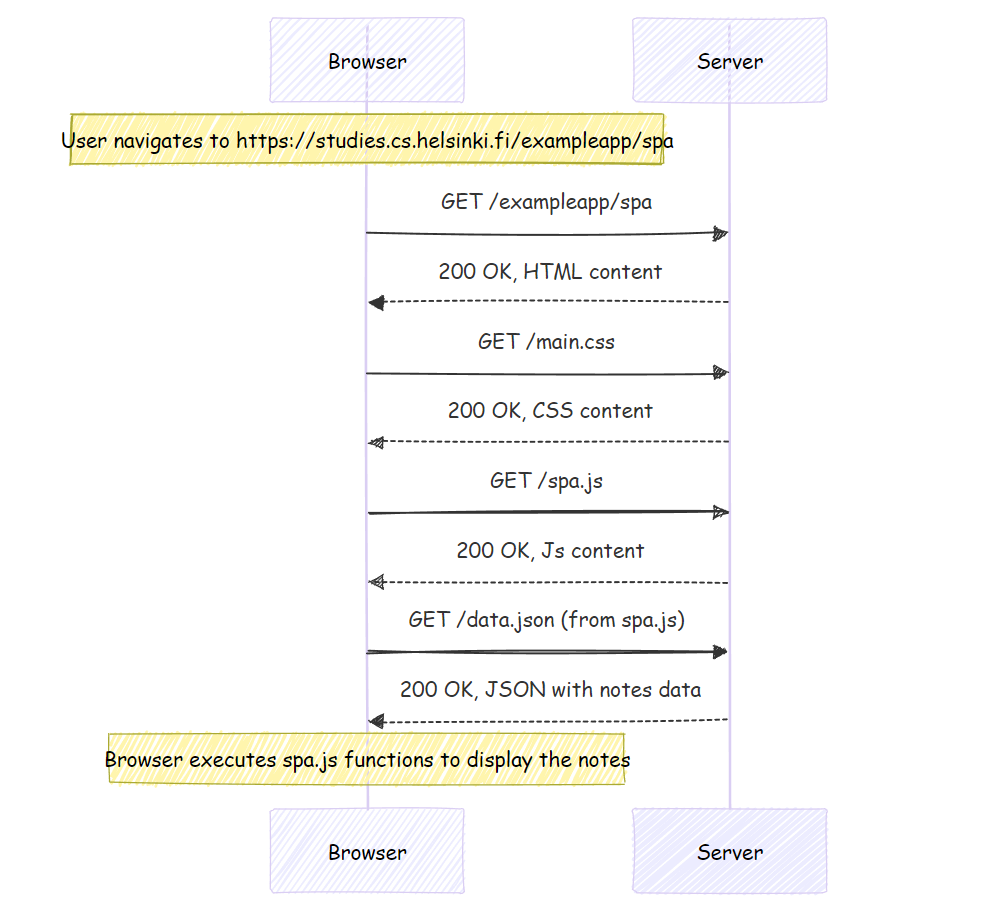 Browser
Server
User navigates to https://studies.cs.helsinki.fi/exampleapp/spa
GET /exampleapp/spa
200 OK, HTML content
GET /main.css
200 OK, CSS content
GET /spa.js
200 OK, Js content
GET /data.json (from spa.js)
200 OK, JSON with notes data
Browser executes spa.js functions to display the notes
Browser
Server